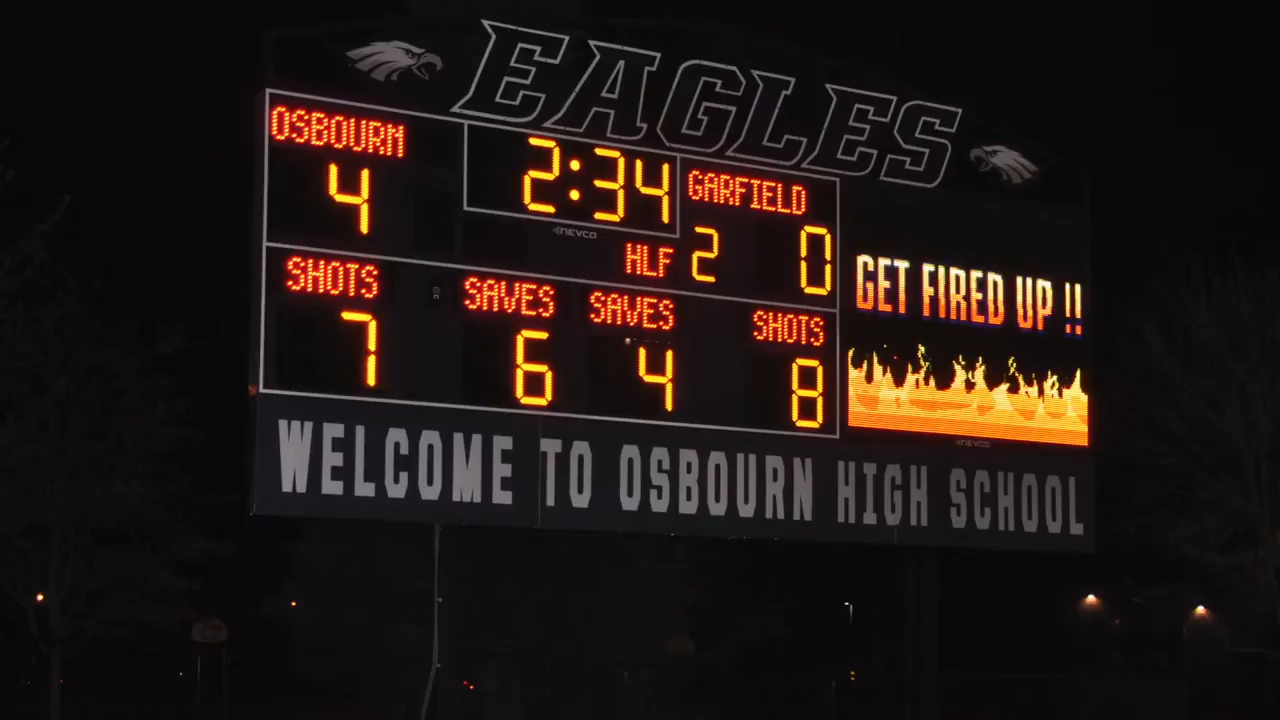 EAGLES
OSBOURN
4
2:34
GARFIELD
0
NEVCO
HLF 2
SHOTS
7
SAVES
6
SAVES
4
SHOTS
8
GET FIRED UP !!
NEVCO
WELCOME TO OSBOURN HIGH SCHOOL